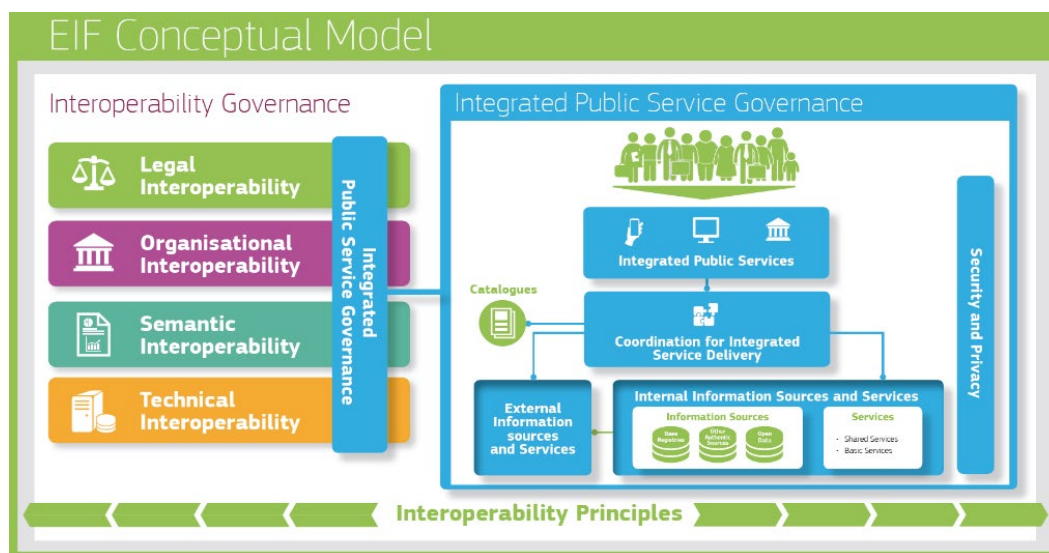 EIF Conceptual Model
Interoperability Governance
Legal
Interoperability
Organisational
Interoperability
Semantic
Interoperability
Technical
Interoperability
Integrated
Public Service Governance
Integrated Public Service Governance
Integrated Public Services
Catalogues
Coordination for Integrated
Service Delivery
External
Information
sources
and Services
Internal Information Sources and Services
Information Sources
Base
Registries
Other
Authentic
Sources
Open
Data
Services
· Shared Services
· Basic Services
Security and Privacy
Interoperability Principles